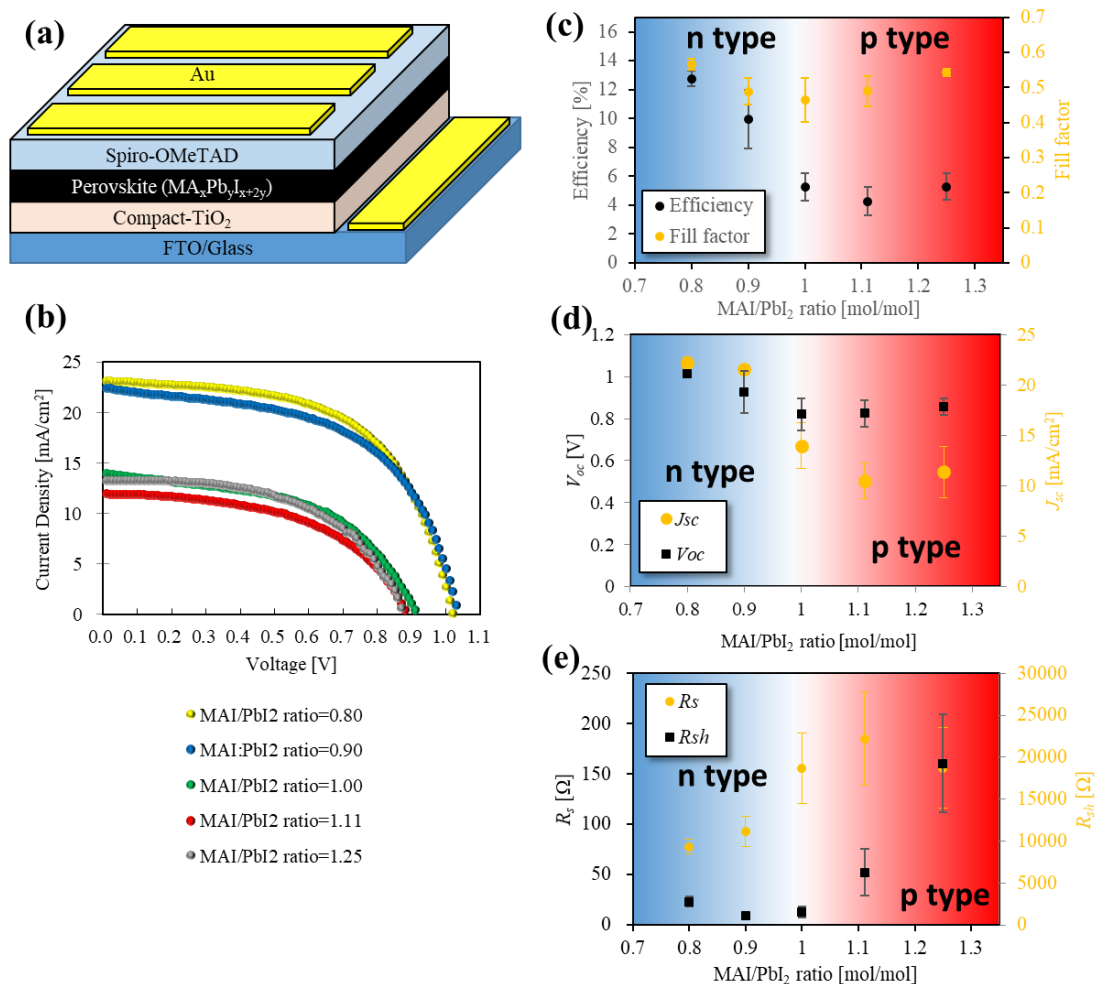 (a)
Au
Spiro-OMeTAD
Perovskite (MAₓPbᵧIₓ₊₂ᵧ)
Compact-TiO₂
FTO/Glass
(b)
25
20
15
10
5
0
Current Density [mA/cm²]
0.0 0.1 0.2 0.3 0.4 0.5 0.6 0.7 0.8 0.9 1.0 1.1
Voltage [V]
MAI/PbI2 ratio=0.80
MAI:PbI2 ratio=0.90
MAI/PbI2 ratio=1.00
MAI/PbI2 ratio=1.11
MAI/PbI2 ratio=1.25
(c)
n type
p type
16
14
12
10
8
6
4
2
0
Efficiency [%]
0.7
0.6
0.5
0.4
0.3
0.2
0.1
0
Fill factor
Efficiency
Fill factor
0.7 0.8 0.9 1 1.1 1.2 1.3
MAI/PbI₂ ratio [mol/mol]
(d)
1.2
1
0.8
0.6
0.4
0.2
0
Voc [V]
25
20
15
10
5
0
Jsc [mA/cm²]
n type
p type
Jsc
Voc
0.7 0.8 0.9 1 1.1 1.2 1.3
MAI/PbI₂ ratio [mol/mol]
(e)
250
200
150
100
50
0
Rs [Ω]
30000
25000
20000
15000
10000
5000
0
Rsh [Ω]
Rs
Rsh
n type
p type
0.7 0.8 0.9 1 1.1 1.2 1.3
MAI/PbI₂ ratio [mol/mol]